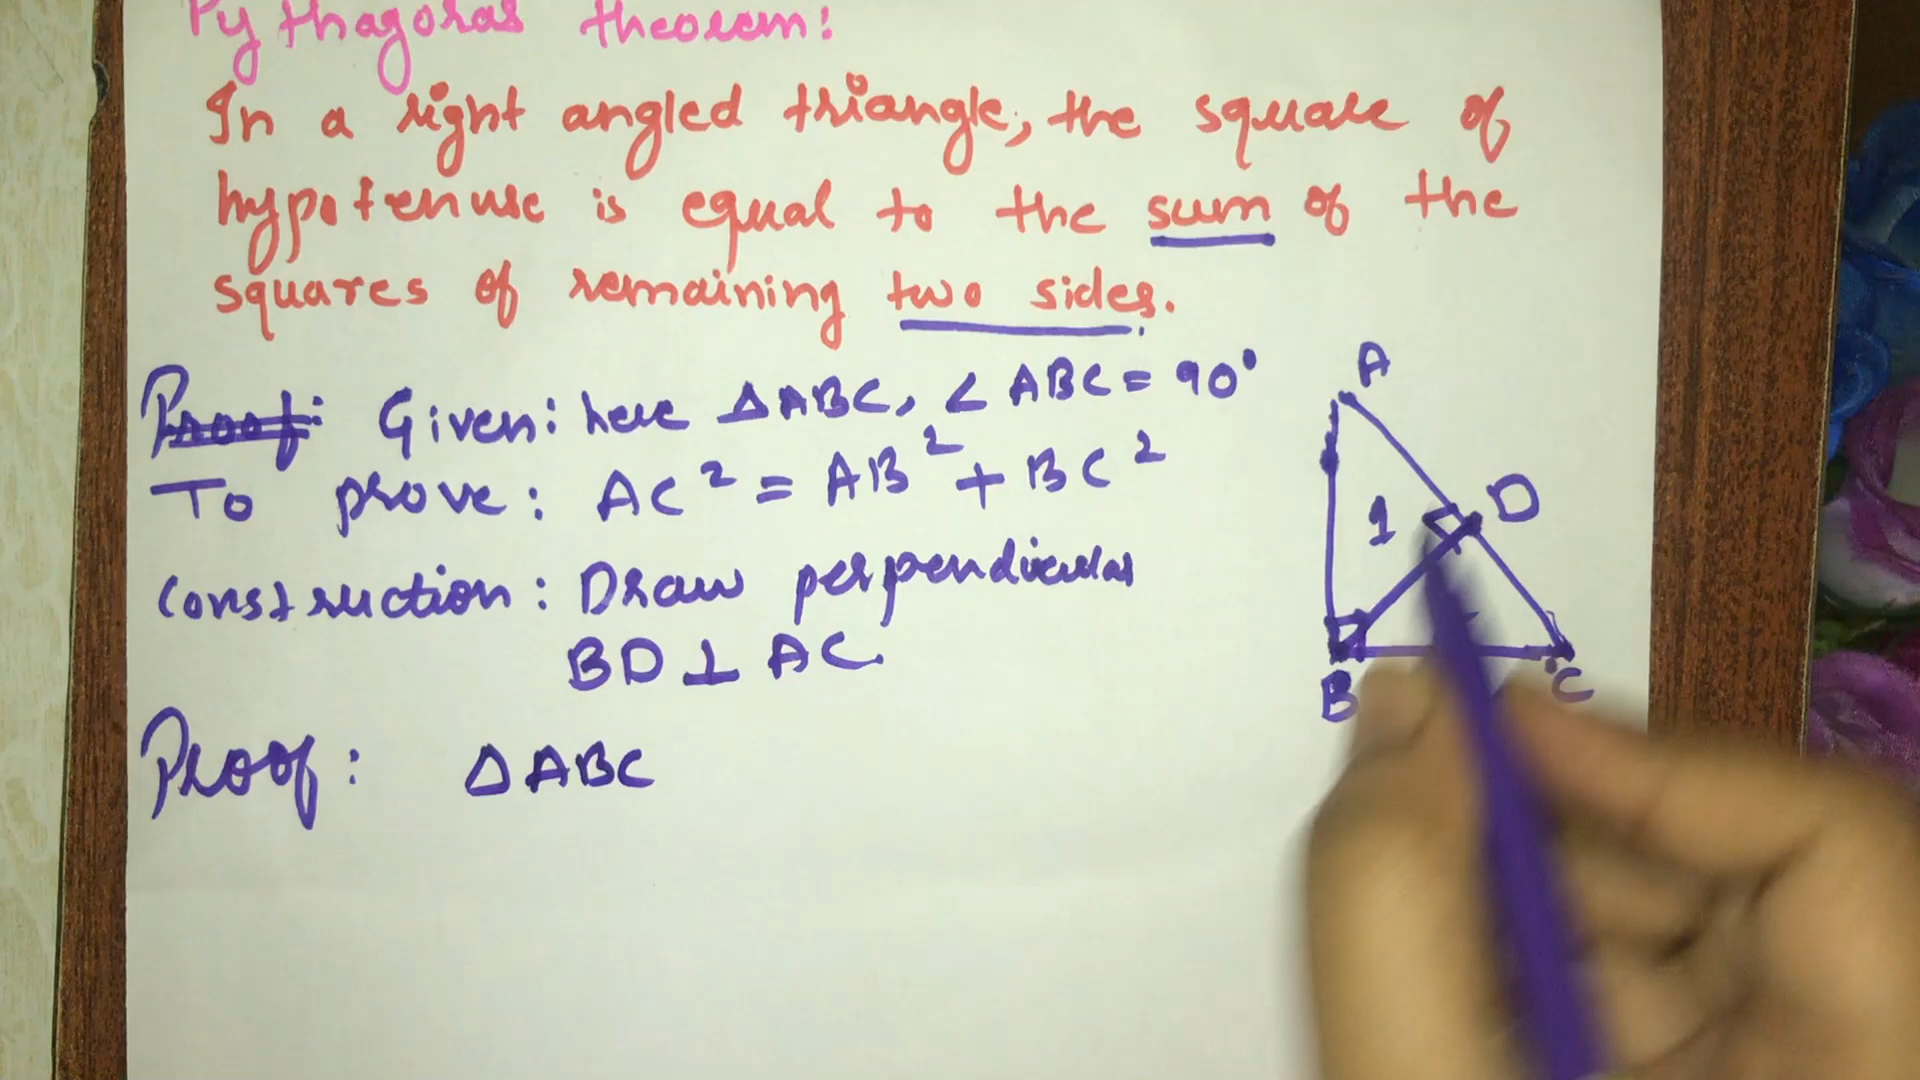 Pythagoras theorem:
In a right angled triangle, the square of
hypotenuse is equal to the sum of the
squares of remaining two sides.
Proof: Given: here ΔABC, ∠ABC = 90°
To prove: AC² = AB² + BC²
Construction: Draw perpendicular
BD ⊥ AC.
Proof: ΔABC
A
D
1
B
C